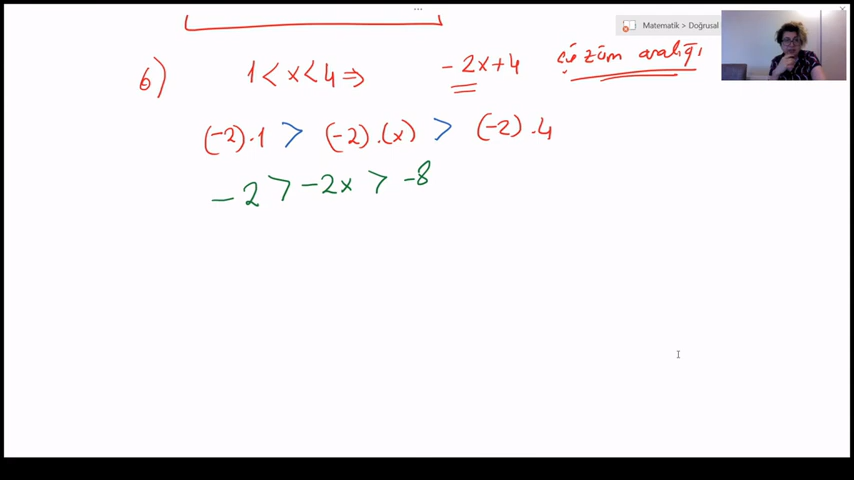 Matematik > Doğrusal
6) 1 < x < 4 ⇒ -2x+4 çözüm aralığı
(-2).1 > (-2).(x) > (-2).4
-2 > -2x > -8